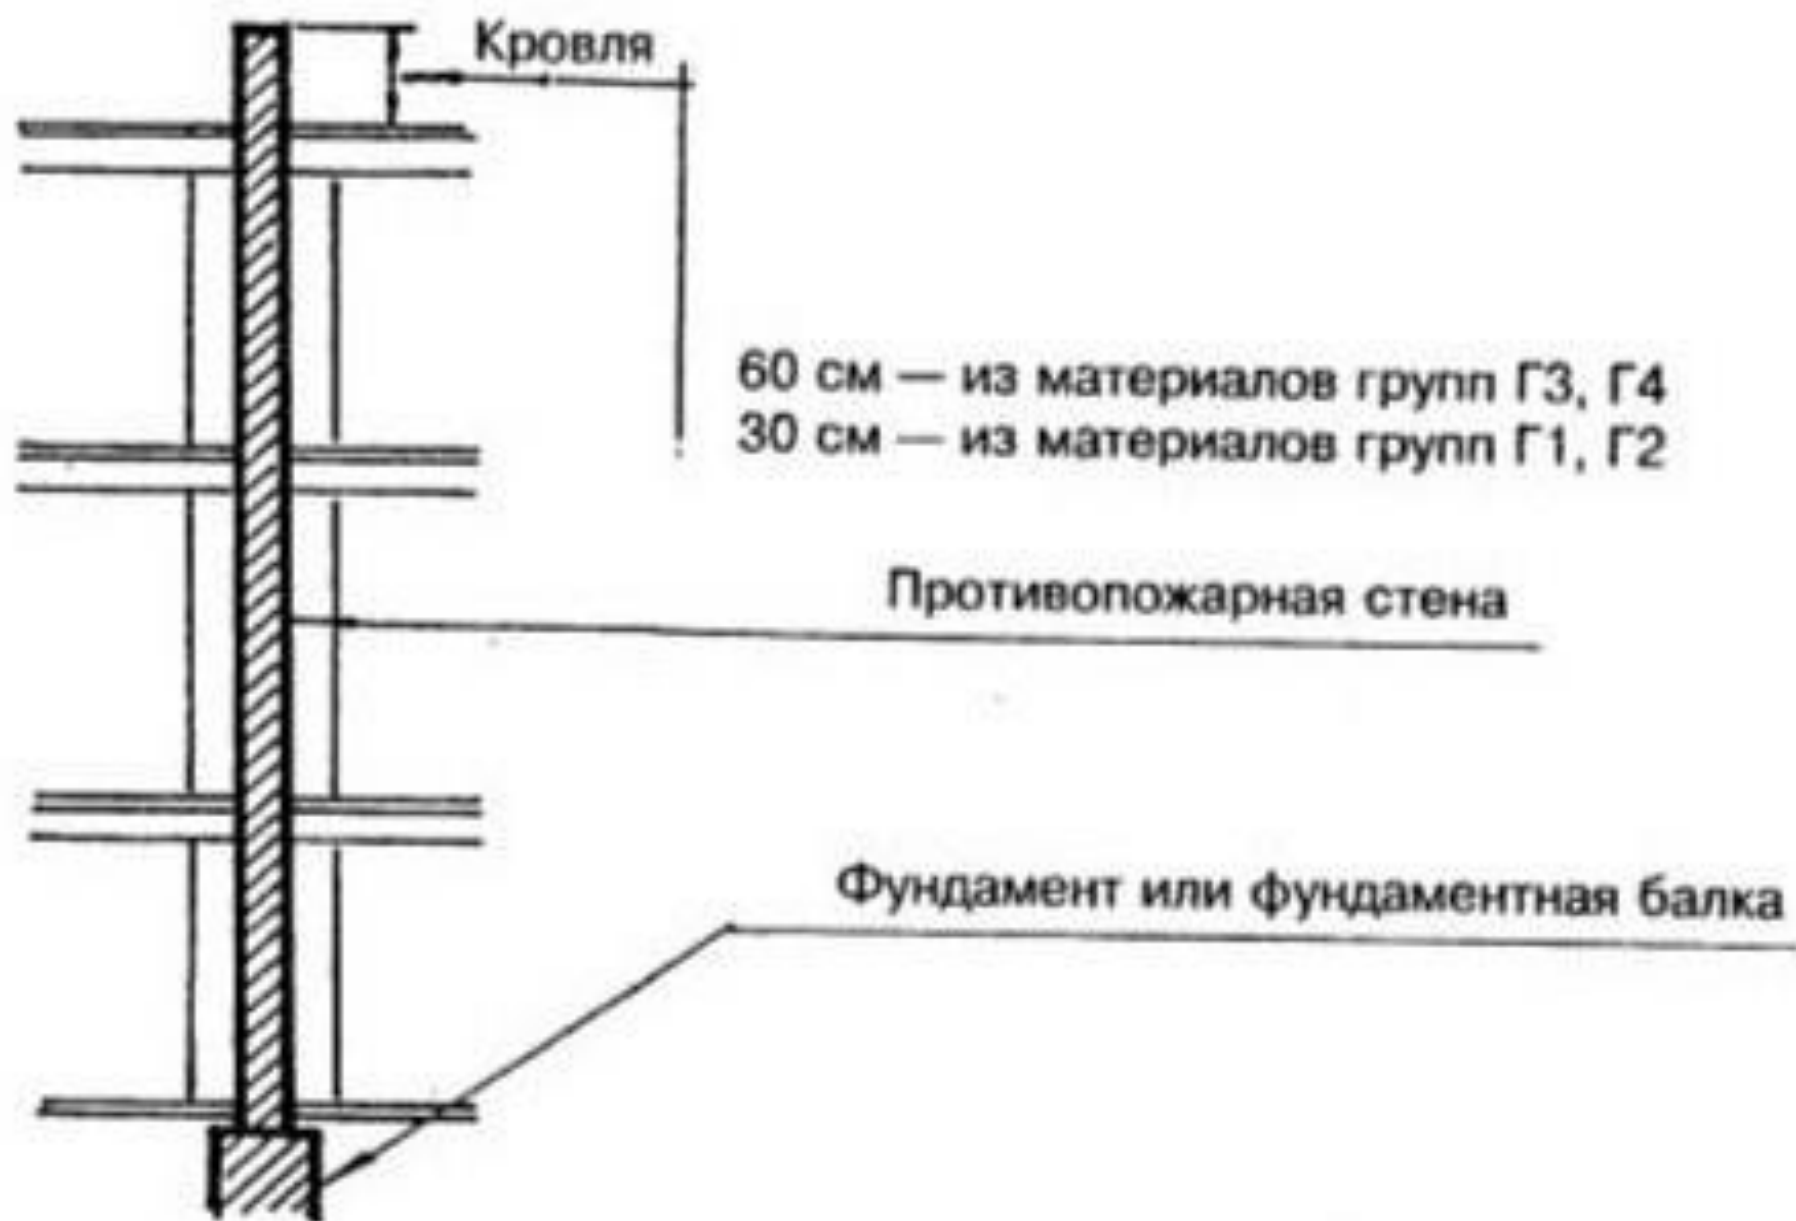 Кровля
60 см — из материалов групп Г3, Г4
30 см — из материалов групп Г1, Г2
Противопожарная стена
Фундамент или фундаментная балка